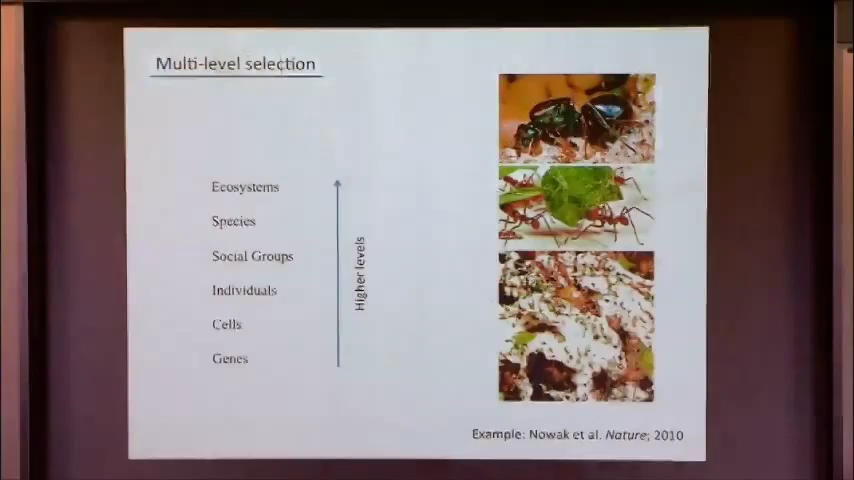 Multi-level selection
Ecosystems
Species
Social Groups
Individuals
Cells
Genes
Higher levels
Example: Nowak et al. Nature; 2010